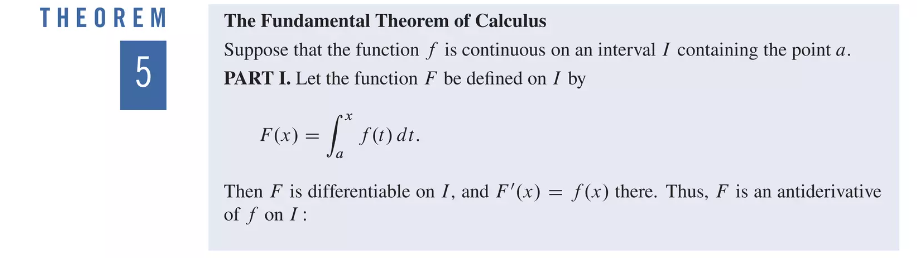 THEOREM
5
The Fundamental Theorem of Calculus
Suppose that the function f is continuous on an interval I containing the point a.
PART I. Let the function F be defined on I by
F(x) = ∫ₐˣ f(t) dt.
Then F is differentiable on I, and F′(x) = f(x) there. Thus, F is an antiderivative
of f on I: